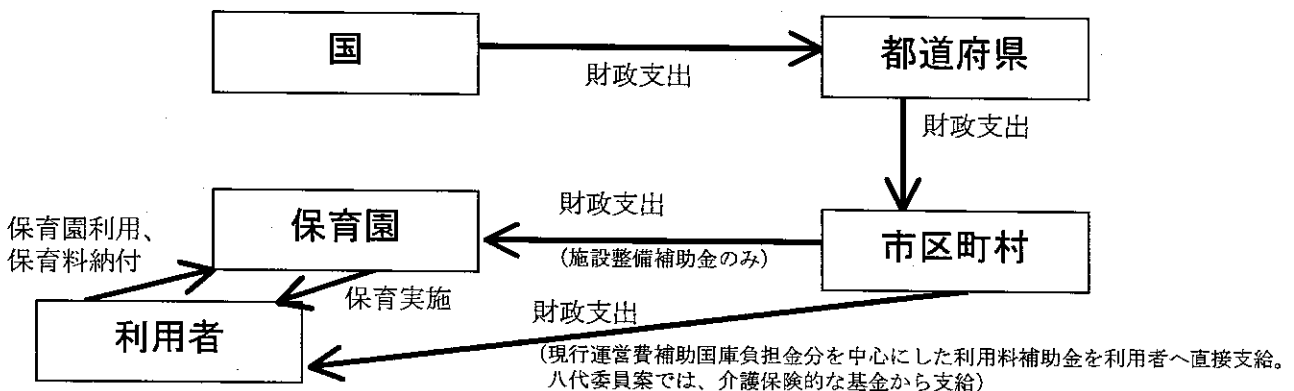 国
都道府県
財政支出
財政支出
保育園利用、
保育料納付
保育園
財政支出
(施設整備補助金のみ)
市区町村
保育実施
利用者
財政支出
(現行運営費補助国庫負担金分を中心にした利用料補助金を利用者へ直接支給。
八代委員案では、介護保険的な基金から支給)